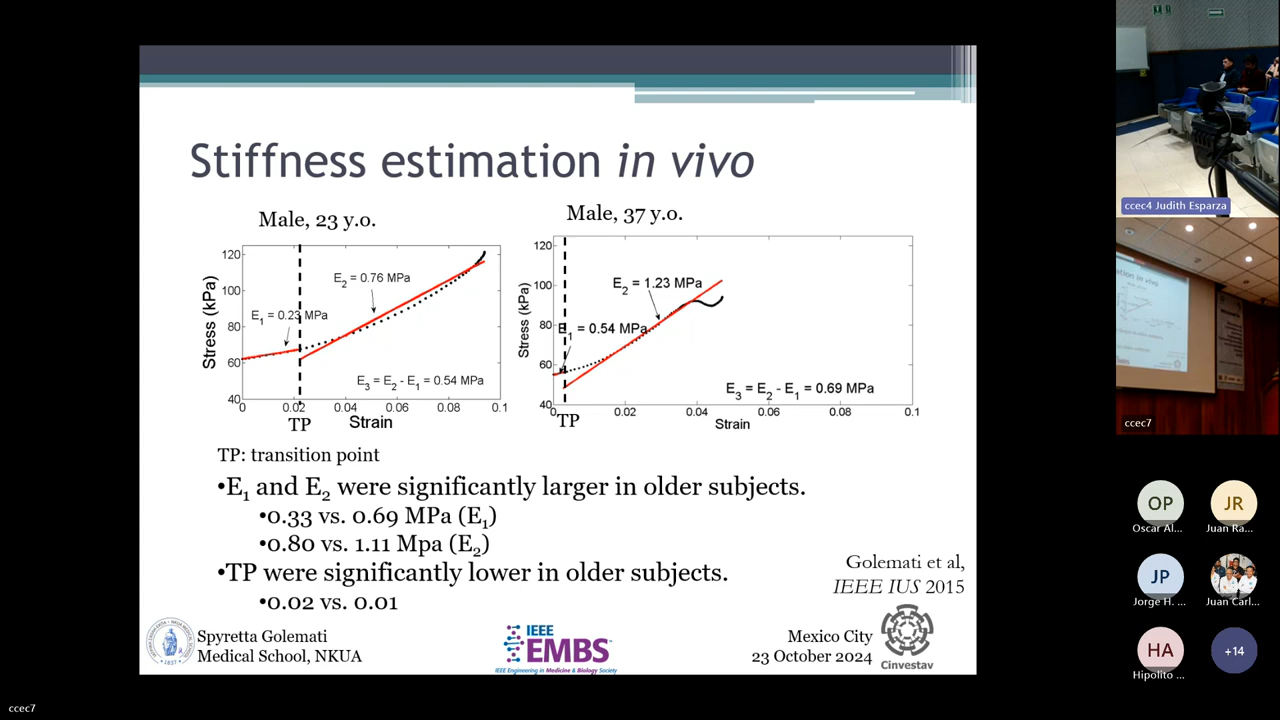 Stiffness estimation in vivo
Male, 23 y.o.
Male, 37 y.o.
120
100
80
60
40
Stress (kPa)
E₁ = 0.23 MPa
E₂ = 0.76 MPa
E₃ = E₂ - E₁ = 0.54 MPa
0
0.02
0.04
0.06
0.08
0.1
TP
Strain
120
100
80
60
40
Stress (kPa)
E₂ = 1.23 MPa
E₁ = 0.54 MPa
E₃ = E₂ - E₁ = 0.69 MPa
0
0.02
0.04
0.06
0.08
0.1
TP
Strain
TP: transition point
•E₁ and E₂ were significantly larger in older subjects.
•0.33 vs. 0.69 MPa (E₁)
•0.80 vs. 1.11 Mpa (E₂)
•TP were significantly lower in older subjects.
•0.02 vs. 0.01
Golemati et al,
IEEE IUS 2015
Spyretta Golemati
Medical School, NKUA
IEEE
EMBS
IEEE Engineering in Medicine & Biology Society
Mexico City
23 October 2024
Cinvestav
ccec4 Judith Esparza
ccec7
OP
Oscar Al...
JR
Juan Ra...
JP
Jorge H. ...
Juan Carl...
HA
Hipolito ...
+14
ccec7